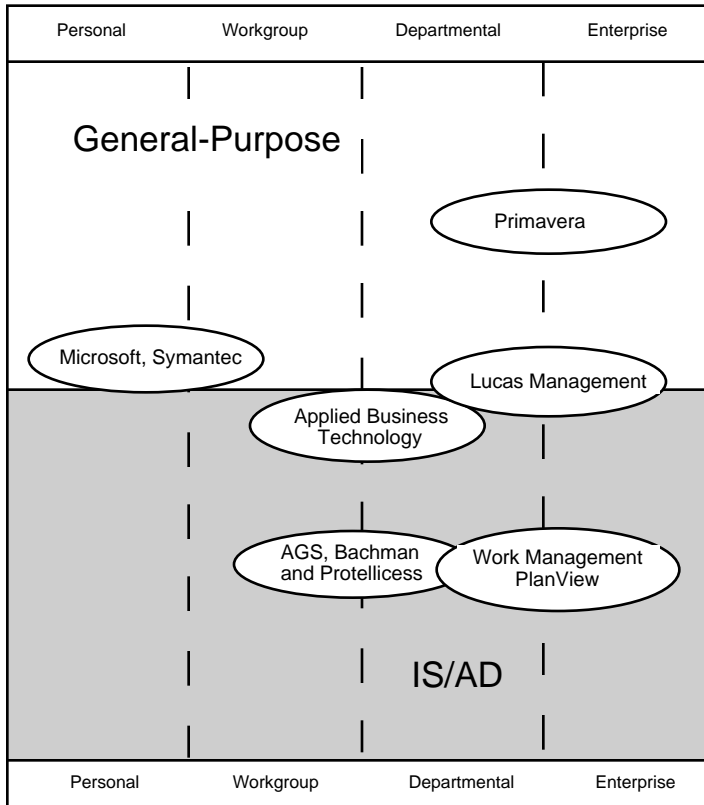 Personal Workgroup Departmental Enterprise
General-Purpose
Primavera
Microsoft, Symantec
Lucas Management
Applied Business
Technology
AGS, Bachman
and Protellicess
Work Management
PlanView
IS/AD
Personal Workgroup Departmental Enterprise